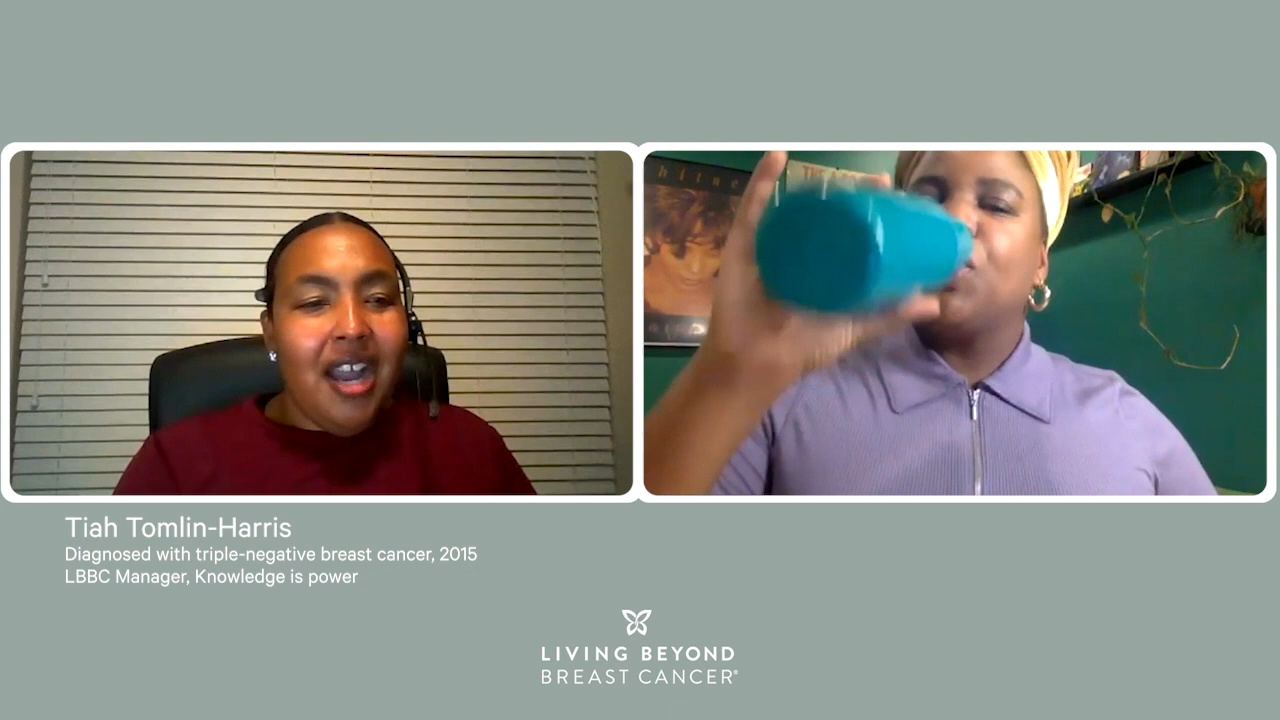 Tiah Tomlin-Harris
Diagnosed with triple-negative breast cancer, 2015
LBBC Manager, Knowledge is power
LIVING BEYOND
BREAST CANCER®